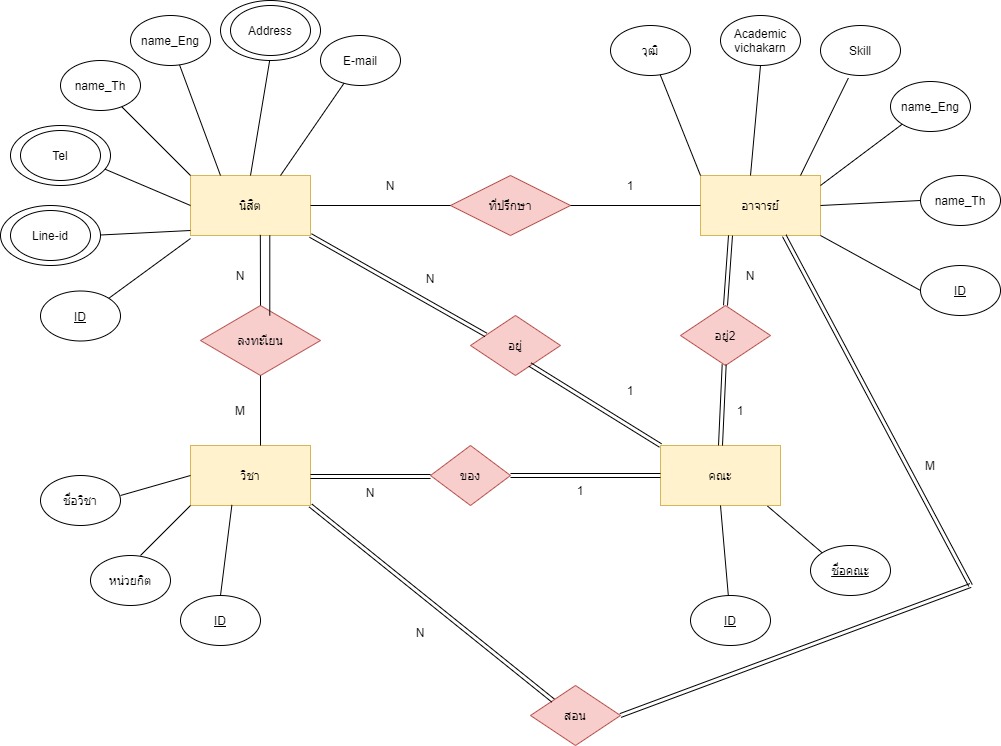 Address
name_Eng
E-mail
name_Th
Tel
Line-id
ID
วุฒิ
Academic
vichakarn
Skill
name_Eng
name_Th
ID
นิสิต
N
ที่ปรึกษา
1
อาจารย์
N
N
N
ลงทะเียน
อยู่
อยู่2
M
1
1
M
วิชา
N
ของ
1
คณะ
ชื่อวิชา
หน่วยกิต
ID
ID
ชื่อคณะ
N
สอน